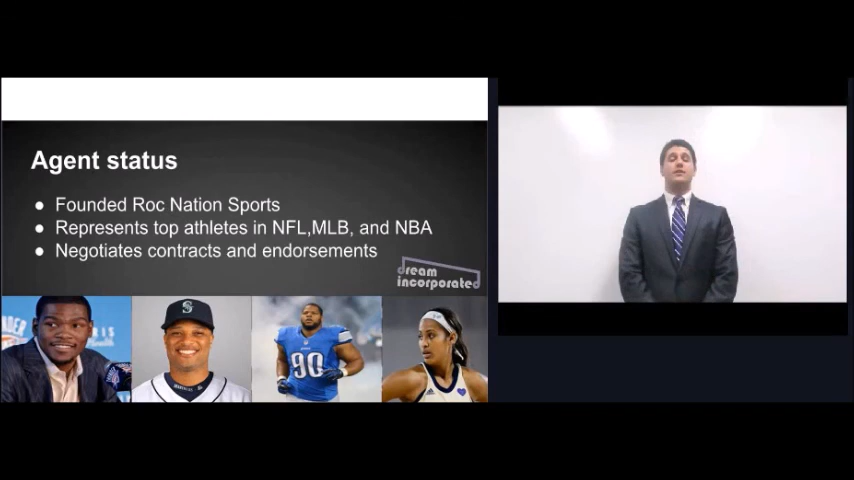 Agent status
● Founded Roc Nation Sports
● Represents top athletes in NFL,MLB, and NBA
● Negotiates contracts and endorsements
dream
incorporated
S
90